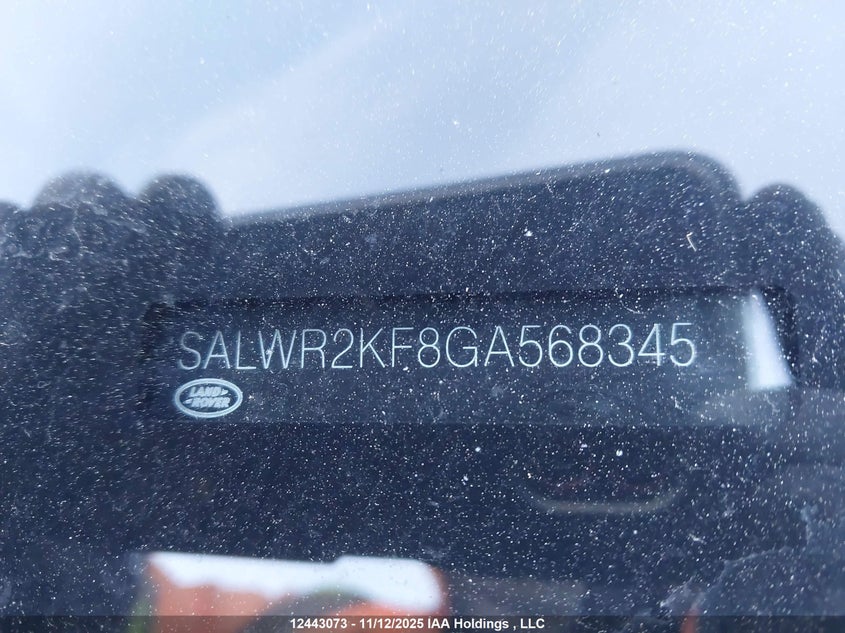 SALWR2KF8GA568345
LAND
ROVER
12443073 - 11/12/2025 IAA Holdings , LLC